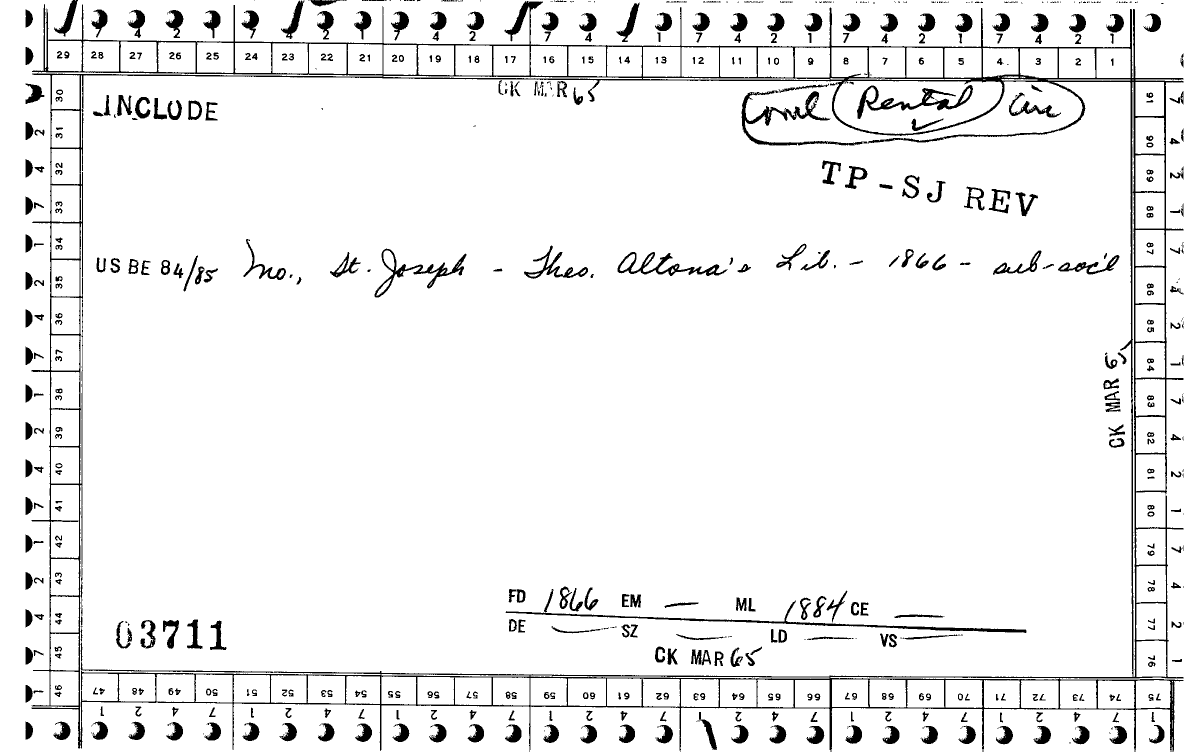 7 4 2 1 7 4 2 1 7 4 2 1 7 4 2 1 7 4 2 1 7 4 2 1 7 4 2 1
29 28 27 26 25 24 23 22 21 20 19 18 17 16 15 14 13 12 11 10 9 8 7 6 5 4 3 2 1
CK MAR 65
INCLUDE
Coml Rental Circ
TP-SJ REV
US BE 84/85 Mo., St. Joseph - Theo. Altona's Lib. - 1866 - sub-soc'l
CK MAR 65
FD 1866 EM — ML 1884 CE —
DE — SZ — LD — VS —
03711
CK MAR 65
30 31 32 33 34 35 36 37 38 39 40 41 42 43 44 45 46
47 48 49 50 51 52 53 54 55 56 57 58 59 60 61 62 63 64 65 66 67 68 69 70 71 72 73 74 75
1 2 4 7 1 2 4 7 1 2 4 7 1 2 4 7 1 2 4 7 1 2 4 7 1 2 4 7 1
91 90 89 88 87 86 85 84 83 82 81 80 79 78 77 76